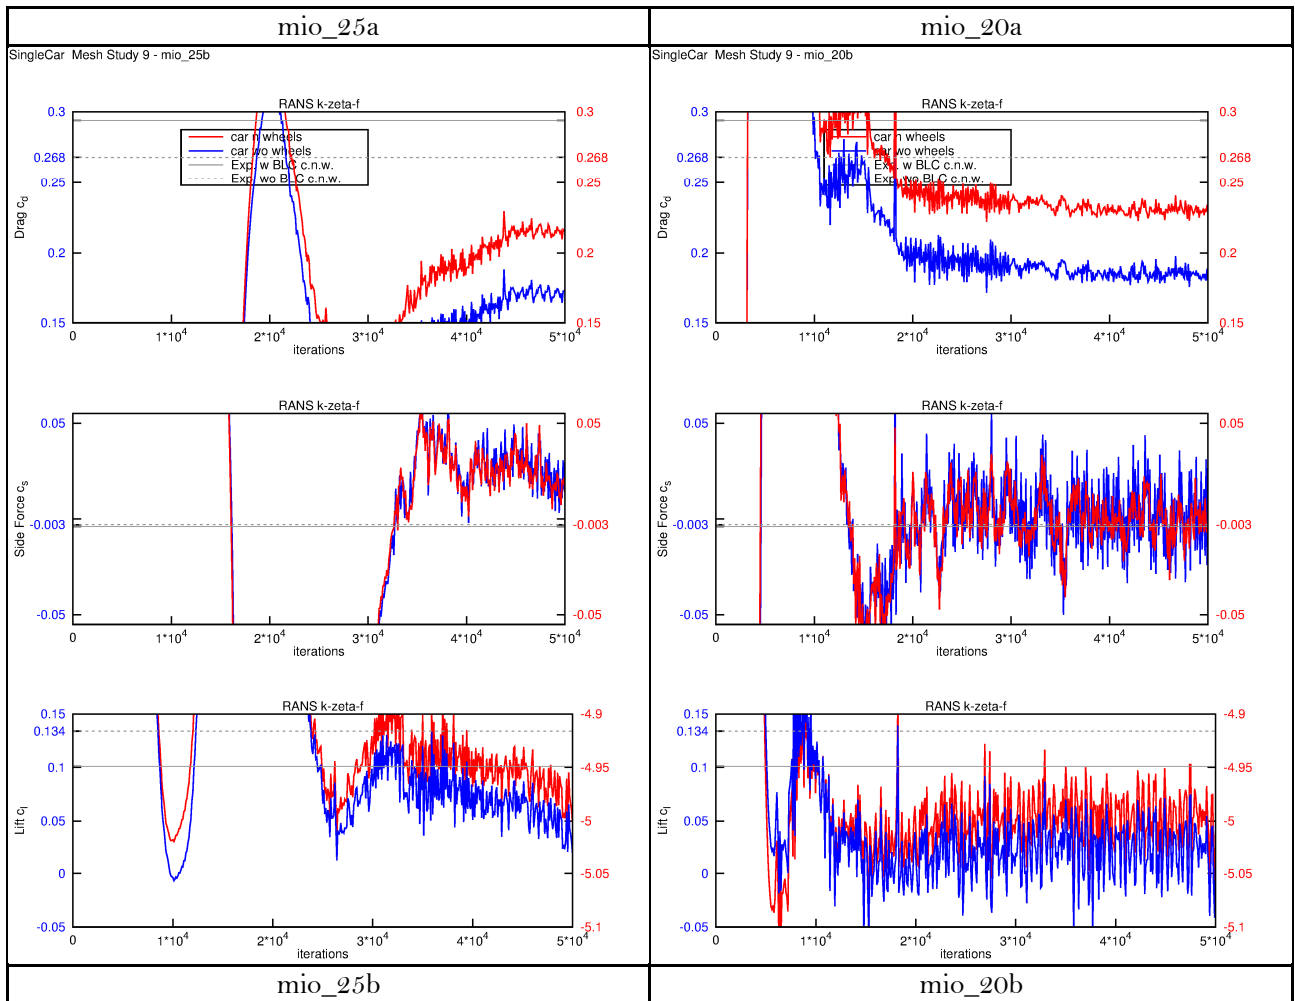 mio_25a
mio_20a
SingleCar Mesh Study 9 - mio_25b
RANS k-zeta-f
0.3
0.268
0.25
0.2
0.15
Drag cd
car n wheels
car wo wheels
Exp. w BLC c.n.w.
Exp. wo BLC c.n.w.
0.3
0.268
0.25
0.2
0.15
0 1*10^4 2*10^4 3*10^4 4*10^4 5*10^4
iterations
RANS k-zeta-f
0.05
-0.003
-0.05
Side Force cs
0.05
-0.003
-0.05
0 1*10^4 2*10^4 3*10^4 4*10^4 5*10^4
iterations
RANS k-zeta-f
0.15
0.134
0.1
0.05
0
-0.05
Lift cl
-4.9
-4.95
-5
-5.05
-5.1
0 1*10^4 2*10^4 3*10^4 4*10^4 5*10^4
iterations
SingleCar Mesh Study 9 - mio_20b
RANS k-zeta-f
0.3
0.268
0.25
0.2
0.15
Drag cd
car n wheels
car wo wheels
Exp. w BLC c.n.w.
Exp. wo BLC c.n.w.
0.3
0.268
0.25
0.2
0.15
0 1*10^4 2*10^4 3*10^4 4*10^4 5*10^4
iterations
RANS k-zeta-f
0.05
-0.003
-0.05
Side Force cs
0.05
-0.003
-0.05
0 1*10^4 2*10^4 3*10^4 4*10^4 5*10^4
iterations
RANS k-zeta-f
0.15
0.134
0.1
0.05
0
-0.05
Lift cl
-4.9
-4.95
-5
-5.05
-5.1
0 1*10^4 2*10^4 3*10^4 4*10^4 5*10^4
iterations
mio_25b
mio_20b